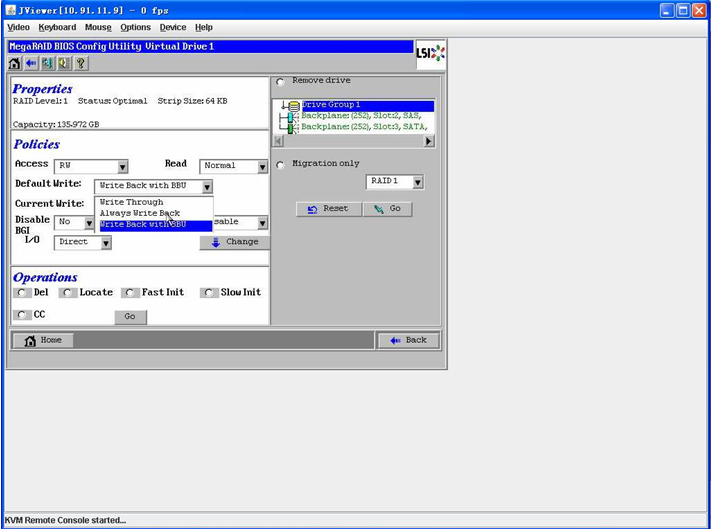 JViewer[10.91.11.9] - 0 fps
Video Keyboard Mouse Options Device Help
MegaRAID BIOS Config Utility Virtual Drive 1
LSI
Properties
RAID Level:1 Status: Optimal Strip Size: 64 KB
Capacity: 135.972 GB
Policies
Access RW Read Normal
Default Write: Write Back with BBU
Current Write: Write Through
Always Write Back
Disable BGI No Write Back with BBU sable
I/O Direct Change
Operations
Del Locate Fast Init Slow Init
CC Go
Remove drive
Drive Group 1
Backplane: (252), Slot:2, SAS,
Backplane: (252), Slot:3, SATA,
Migration only
RAID 1
Reset Go
Home Back
KVM Remote Console started...